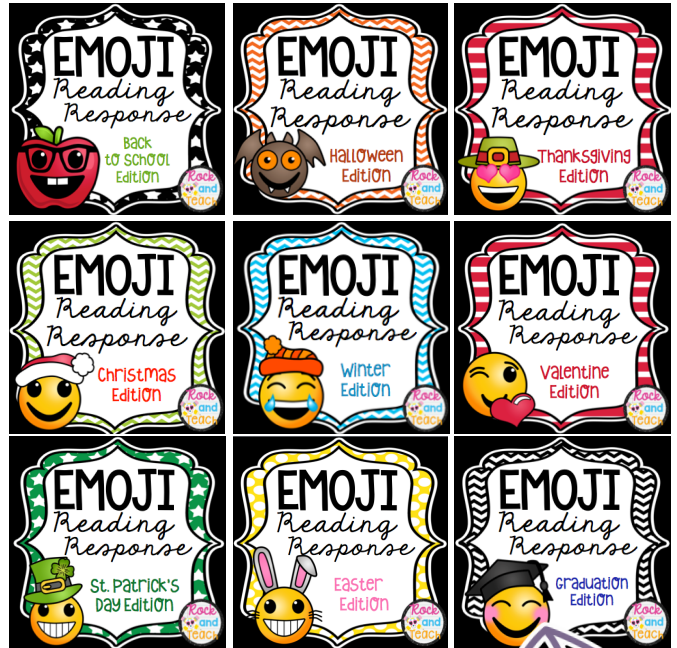 EMOJI
Reading
Response
Back
to School
Edition
Rock
and
Teach
EMOJI
Reading
Response
Halloween
Edition
Rock
and
Teach
EMOJI
Reading
Response
Thanksgiving
Edition
Rock
and
Teach
EMOJI
Reading
Response
Christmas
Edition
Rock
and
Teach
EMOJI
Reading
Response
Winter
Edition
Rock
and
Teach
EMOJI
Reading
Response
Valentine
Edition
Rock
and
Teach
EMOJI
Reading
Response
St. Patrick's
Day Edition
Rock
and
Teach
EMOJI
Reading
Response
Easter
Edition
Rock
and
Teach
EMOJI
Reading
Response
Graduation
Edition
Rock
and
Teach